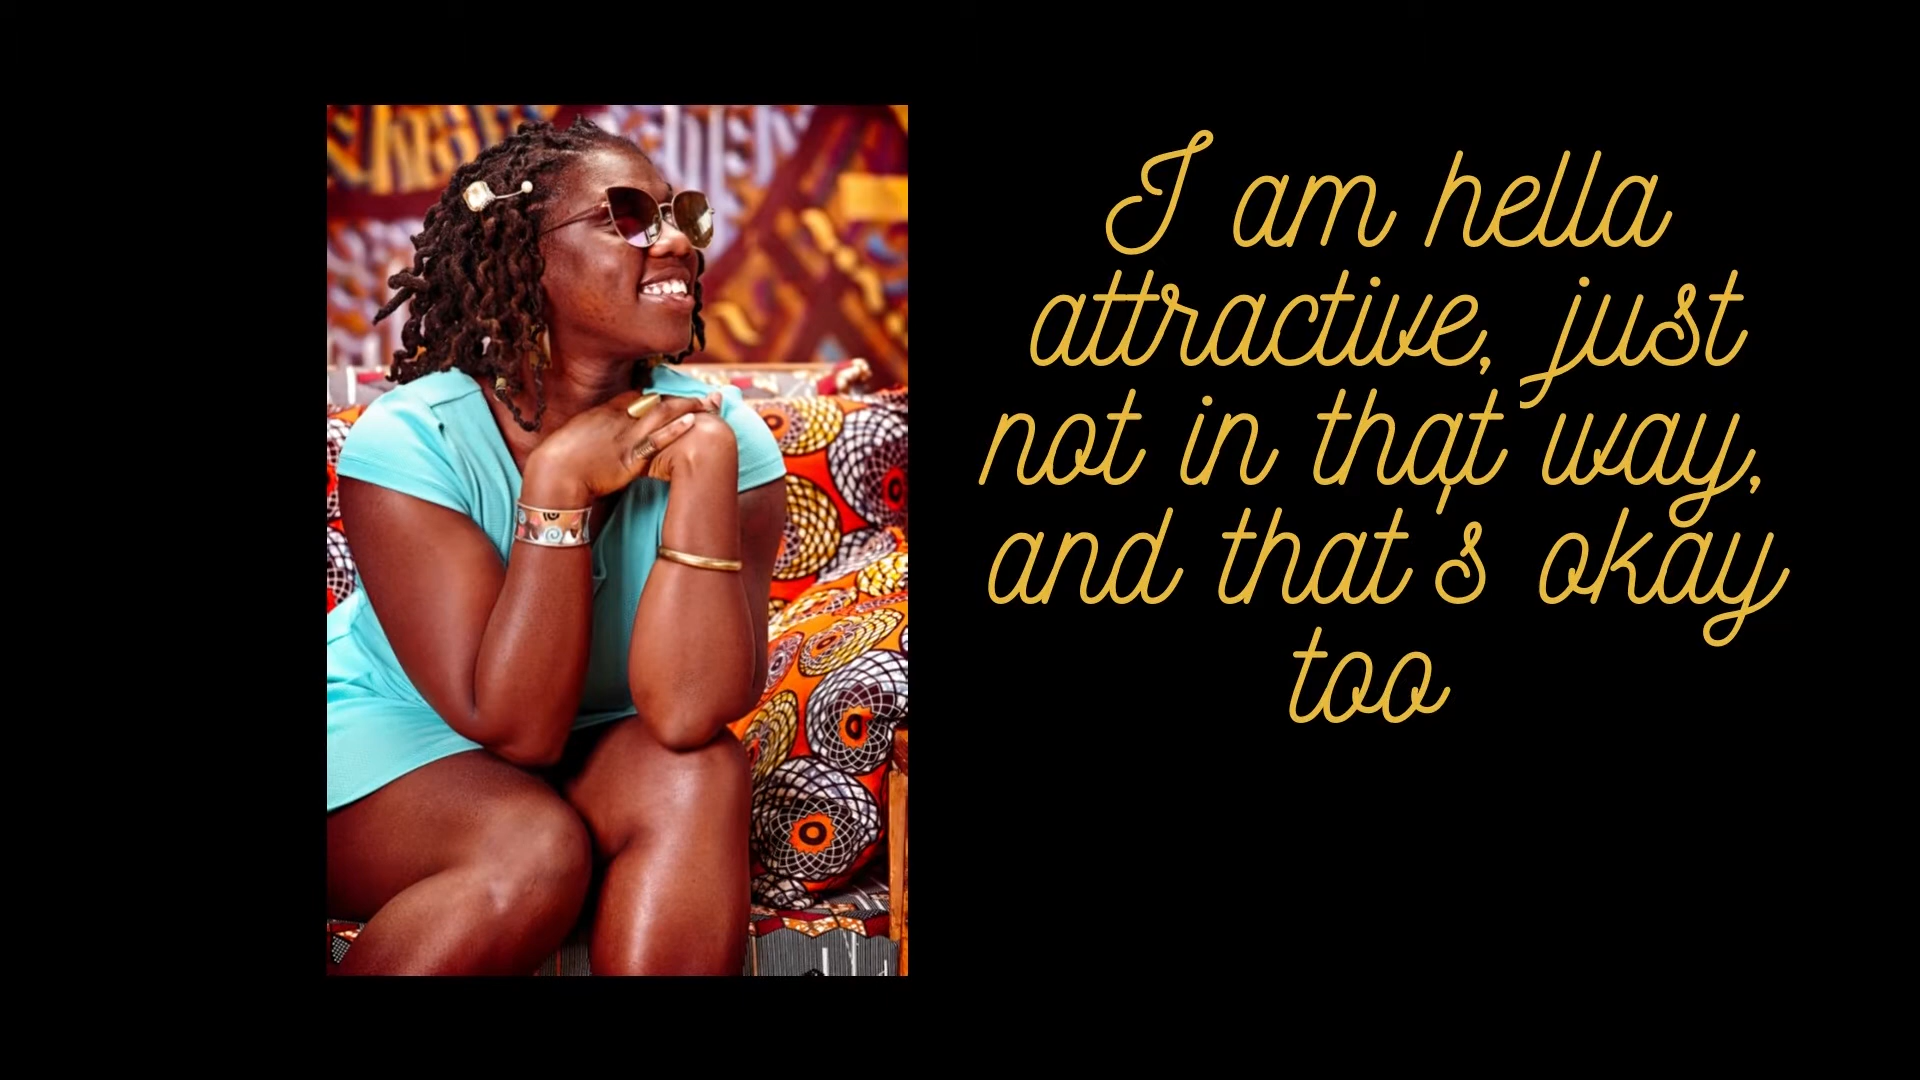 I am hella
attractive, just
not in that way,
and that's okay
too